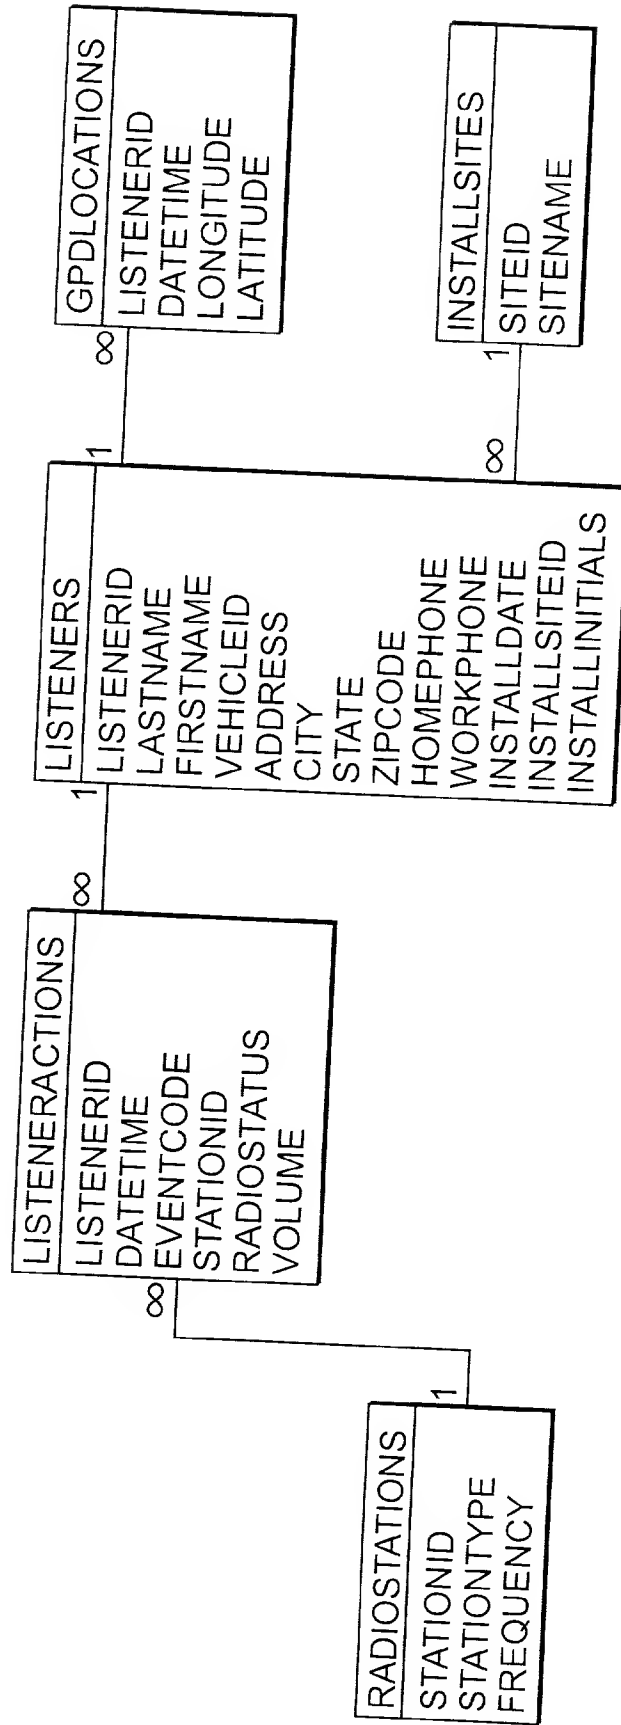 RADIOSTATIONS
STATIONID
STATIONTYPE
FREQUENCY
1
∞
LISTENERACTIONS
LISTENERID
DATETIME
EVENTCODE
STATIONID
RADIOSTATUS
VOLUME
∞
1
LISTENERS
LISTENERID
LASTNAME
FIRSTNAME
VEHICLEID
ADDRESS
CITY
STATE
ZIPCODE
HOMEPHONE
WORKPHONE
INSTALLDATE
INSTALLSITEID
INSTALLINITIALS
1
∞
GPDLOCATIONS
LISTENERID
DATETIME
LONGITUDE
LATITUDE
∞
1
INSTALLSITES
SITEID
SITENAME